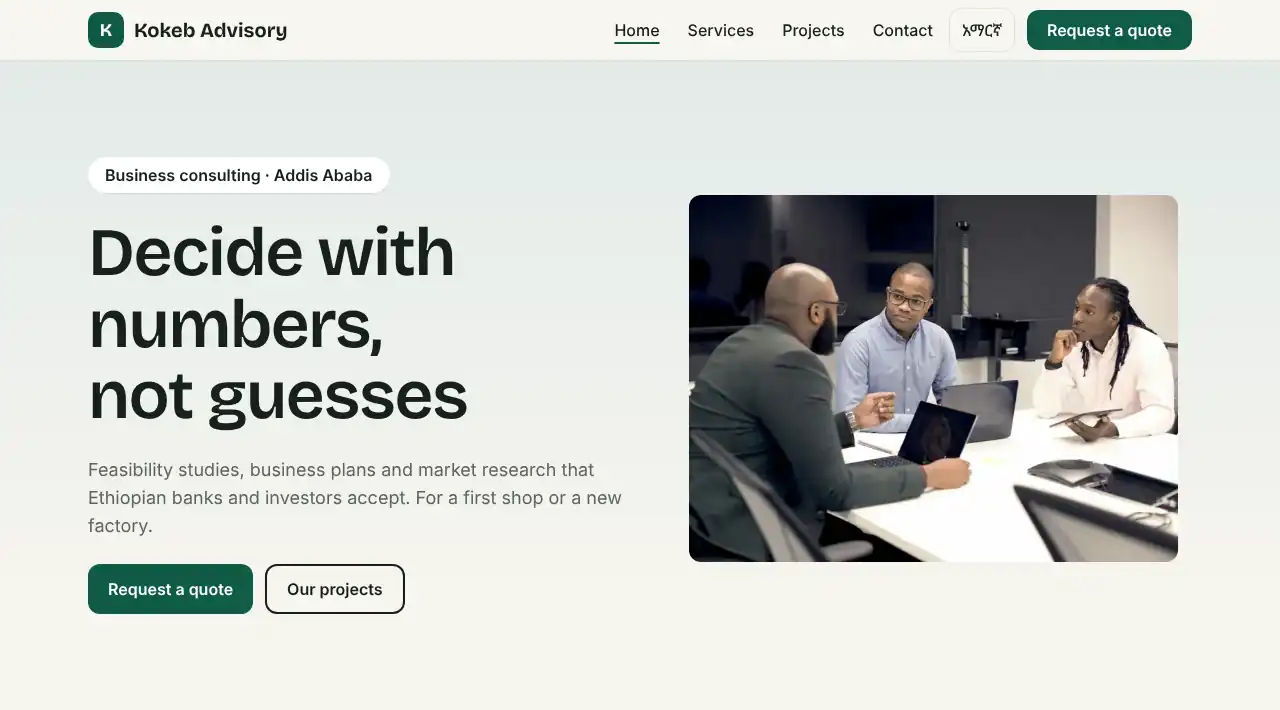 K
Kokeb Advisory
Home
Services
Projects
Contact
አማርኛ
Request a quote
Business consulting · Addis Ababa
Decide with
numbers,
not guesses
Feasibility studies, business plans and market research that
Ethiopian banks and investors accept. For a first shop or a new
factory.
Request a quote
Our projects